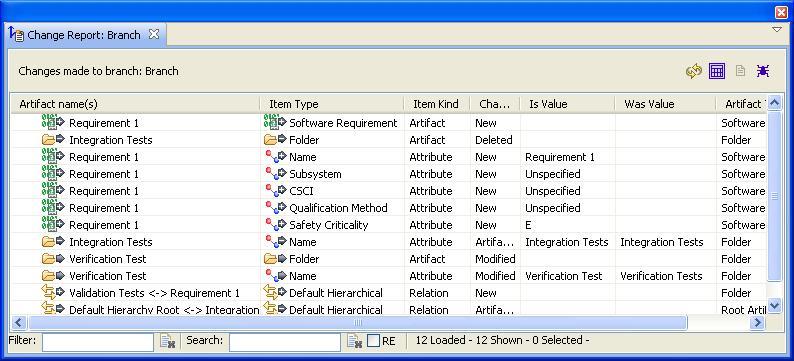 Change Report: Branch
Changes made to branch: Branch
Artifact name(s) Item Type Item Kind Cha... Is Value Was Value Artifact
Requirement 1 Software Requirement Artifact New Software
Integration Tests Folder Artifact Deleted Folder
Requirement 1 Name Attribute New Requirement 1 Software
Requirement 1 Subsystem Attribute New Unspecified Software
Requirement 1 CSCI Attribute New Unspecified Software
Requirement 1 Qualification Method Attribute New Unspecified Software
Requirement 1 Safety Criticality Attribute New E Software
Integration Tests Name Attribute Artifa... Integration Tests Integration Tests Folder
Verification Test Folder Artifact Modified Folder
Verification Test Name Attribute Modified Verification Test Verification Tests Folder
Validation Tests <-> Requirement 1 Default Hierarchical Relation New
Default Hierarchy Root <-> Integration Default Hierarchical Relation Artifa... Root Arti
Filter: Search: RE 12 Loaded - 12 Shown - 0 Selected -